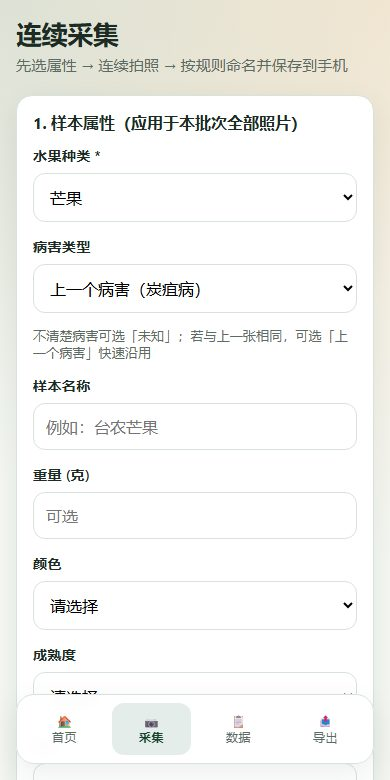 连续采集
先选属性 → 连续拍照 → 按规则命名并保存到手机
1. 样本属性（应用于本批次全部照片）
水果种类 *
芒果
病害类型
上一个病害（炭疽病）
不清楚病害可选「未知」；若与上一张相同，可选「上
一个病害」快速沿用
样本名称
例如：台农芒果
重量 (克)
可选
颜色
请选择
成熟度
请选择
首页
采集
数据
导出